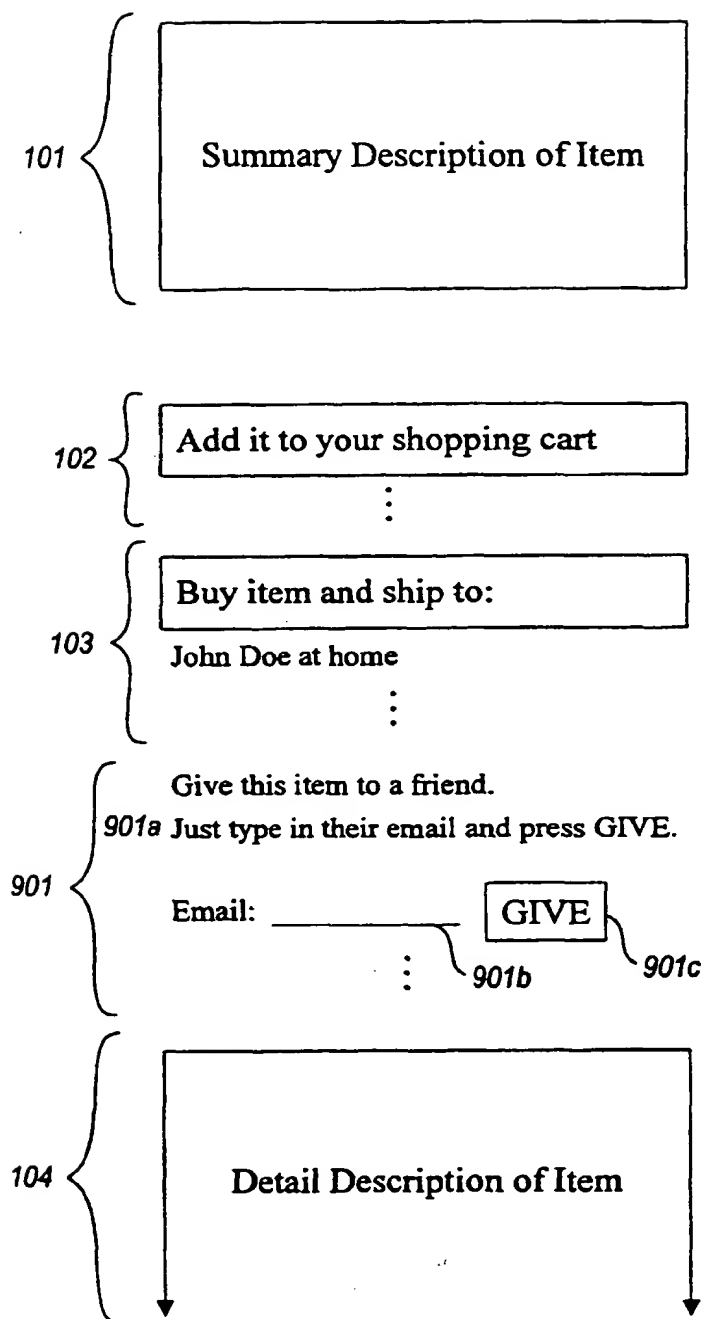 101
Summary Description of Item
102
Add it to your shopping cart
103
Buy item and ship to:
John Doe at home
901
Give this item to a friend.
901a Just type in their email and press GIVE.
Email: GIVE
901b
901c
104
Detail Description of Item